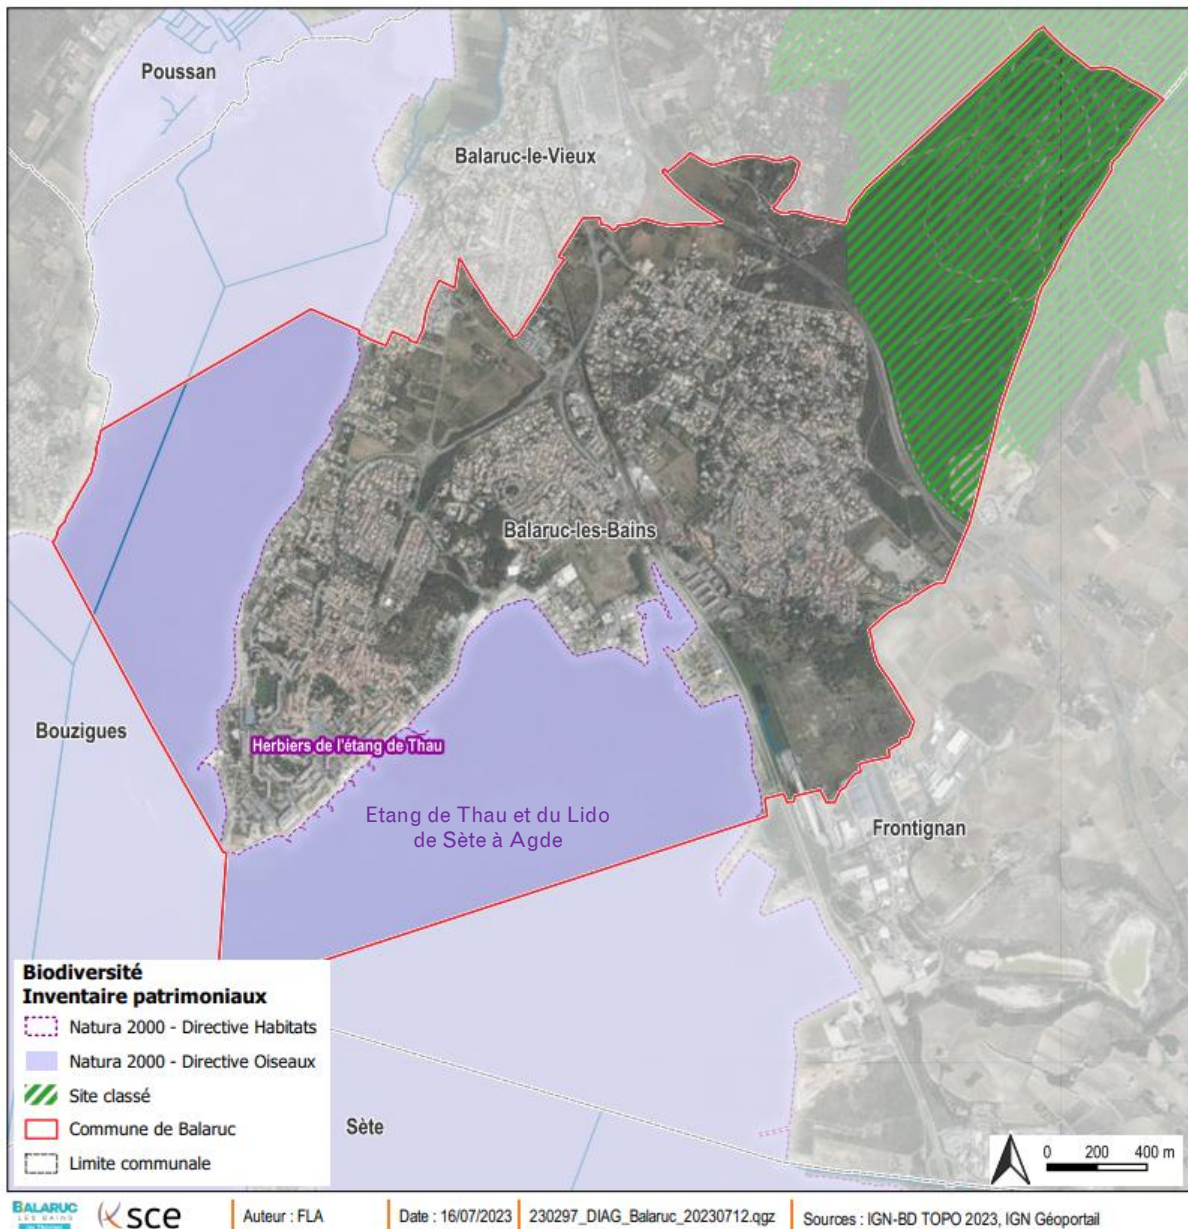 Poussan
Balaruc-le-Vieux
Balaruc-les-Bains
Bouzigues
Herbiers de l'étang de Thau
Etang de Thau et du Lido
de Sète à Agde
Frontignan
Sète
Biodiversité
Inventaire patrimoniaux
Natura 2000 - Directive Habitats
Natura 2000 - Directive Oiseaux
Site classé
Commune de Balaruc
Limite communale
0 200 400 m
BALARUC
LES BAINS
sce
Auteur : FLA
Date : 16/07/2023
230297_DIAG_Balaruc_20230712.qgz
Sources : IGN-BD TOPO 2023, IGN Géoportail